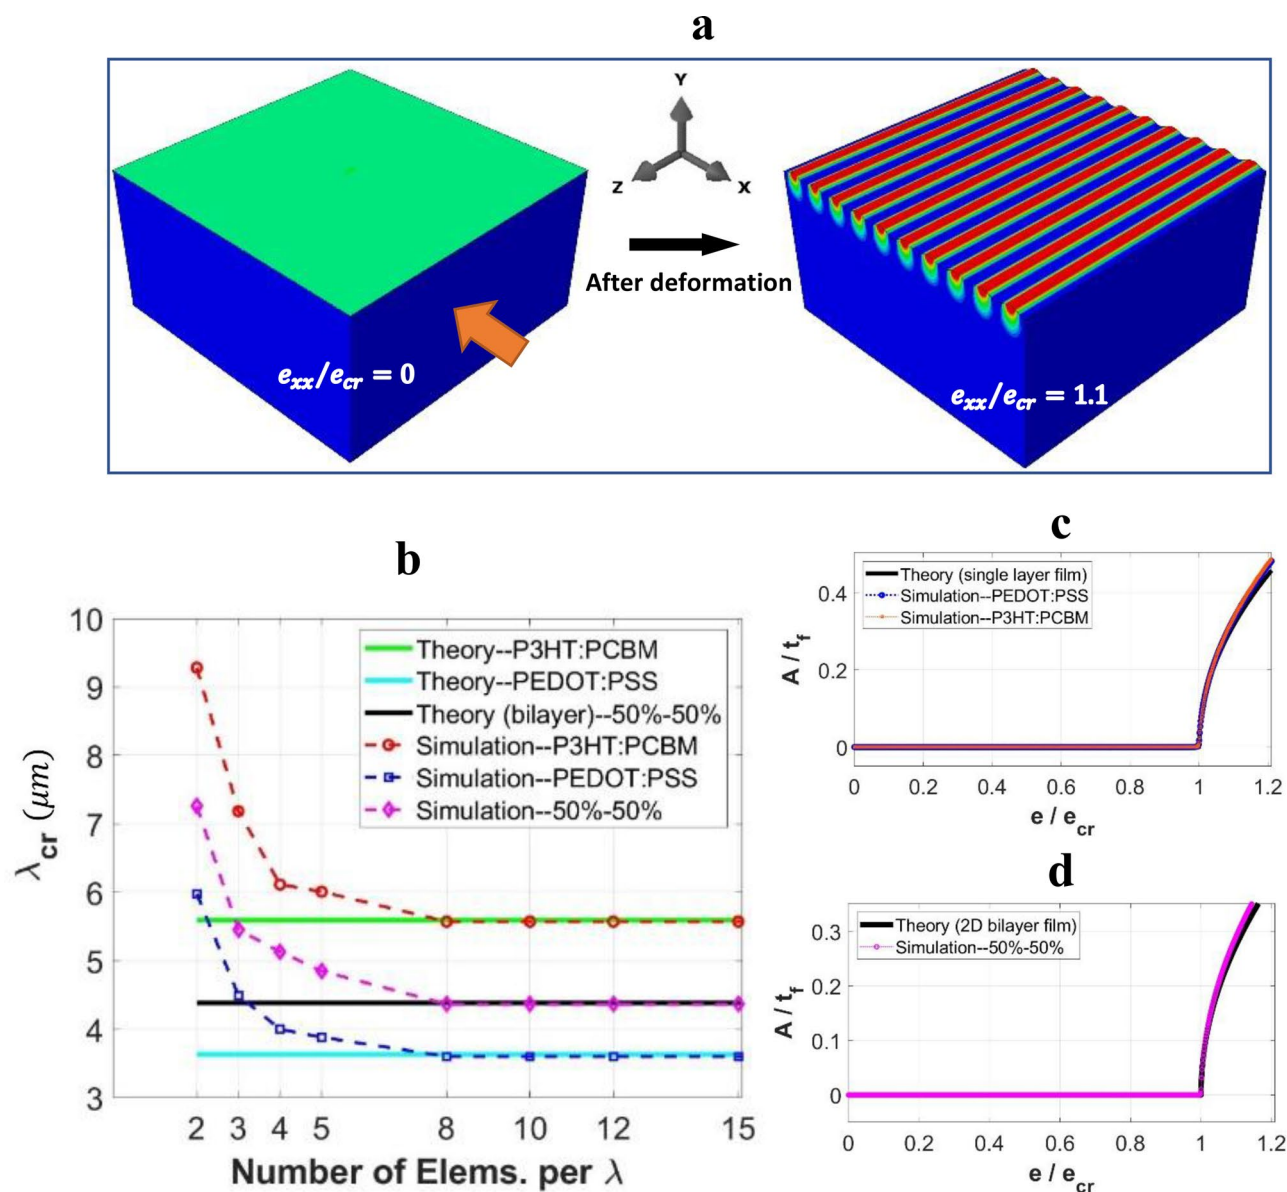 a
Y
Z
X
After deformation
e_xx/e_cr = 0
e_xx/e_cr = 1.1
b
10
9
8
7
6
5
4
3
λ_cr (μm)
Theory--P3HT:PCBM
Theory--PEDOT:PSS
Theory (bilayer)--50%-50%
Simulation--P3HT:PCBM
Simulation--PEDOT:PSS
Simulation--50%-50%
2 3 4 5 8 10 12 15
Number of Elems. per λ
c
Theory (single layer film)
Simulation--PEDOT:PSS
Simulation--P3HT:PCBM
0.4
0.2
0
A / t_f
0 0.2 0.4 0.6 0.8 1 1.2
e / e_cr
d
Theory (2D bilayer film)
Simulation--50%-50%
0.3
0.2
0.1
0
A / t_f
0 0.2 0.4 0.6 0.8 1 1.2
e / e_cr